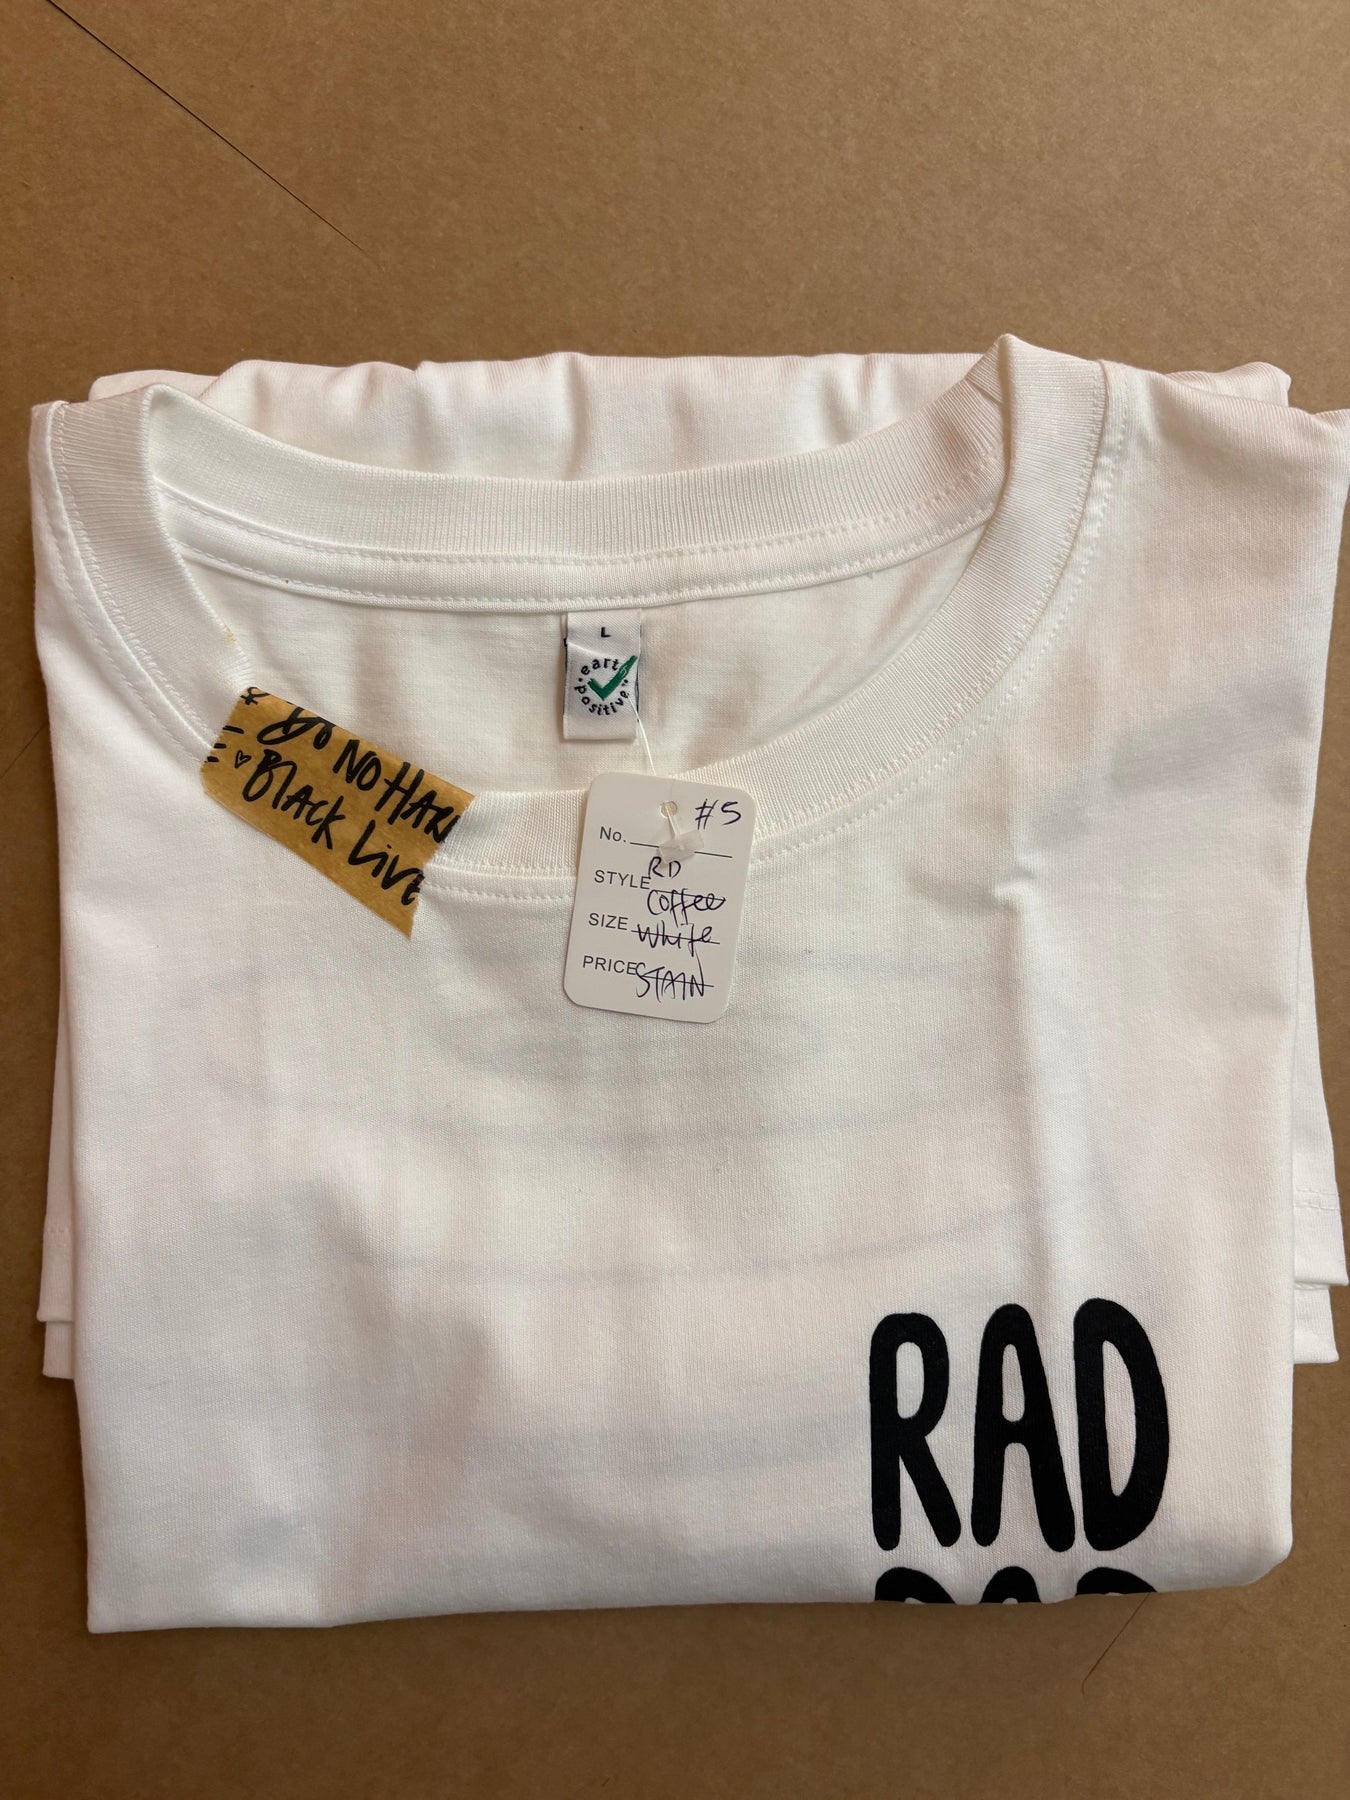 L
earth positive
DO NO HAR
BLACK LIVE
#5
No.
RD
STYLE
Coffee
SIZE White
PRICE STAIN
RAD